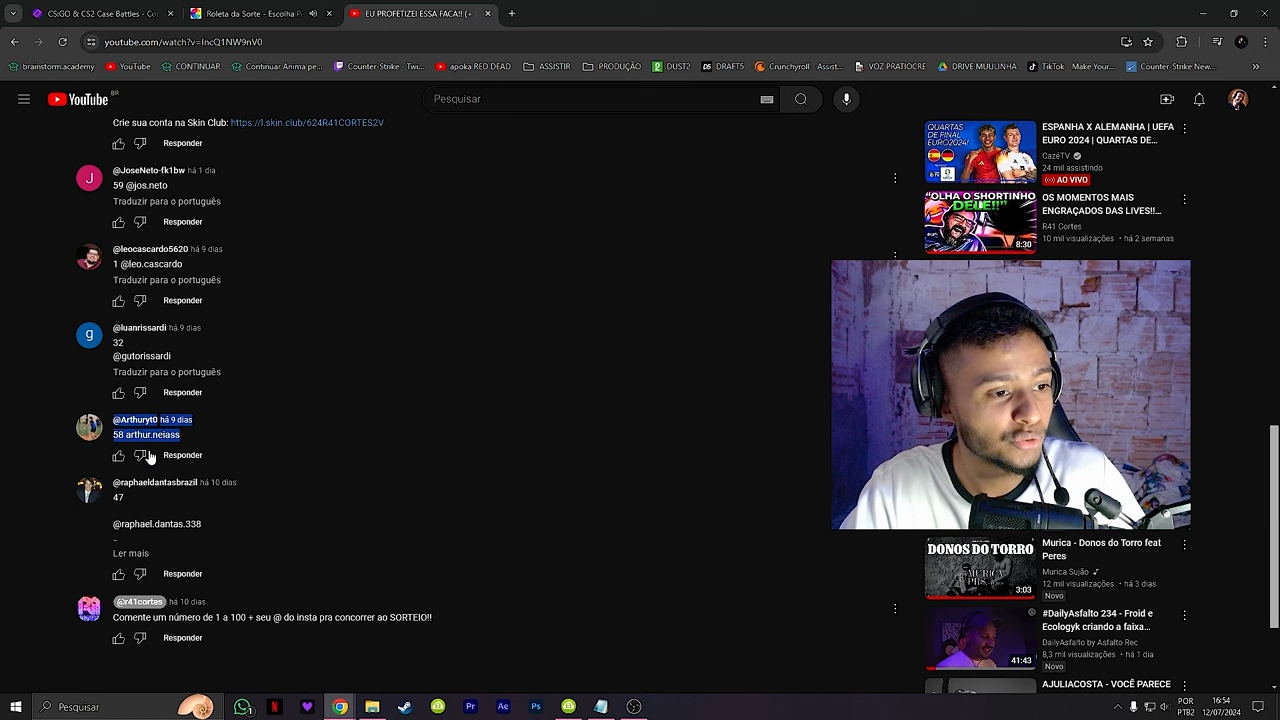 CS:GO & CS2 Case Battles - Co
Roleta da Sorte - Escolha P
EU PROFETIZEI ESSA FACA!! (+
youtube.com/watch?v=IncQ1NW9nV0
brainstorm.academy
YouTube
CONTINUAR
Continuar Anima pe...
Counter-Strike - Twi...
apoka RED DEAD
ASSISTIR
PRODUÇÃO
DUST2
DRAFT5
Crunchyroll - Assist...
DZ PRATIOCRE
DRIVE MUULINHA
TikTok - Make Your...
Counter-Strike New...
YouTube BR
Pesquisar
Crie sua conta na Skin Club: https://l.skin.club/624R41CORTES2V
Responder
@JoseNeto-fk1bw há 1 dia
59 @jos.neto
Traduzir para o português
Responder
@leocascardo5620 há 9 dias
1 @leo.cascardo
Traduzir para o português
Responder
g
@luanrissardi há 9 dias
32
@gutorissardi
Traduzir para o português
Responder
@Arthuryt0 há 9 dias
58 arthur.neiass
Responder
@raphaeldantasbrazil há 10 dias
47
@raphael.dantas.338
_
Ler mais
Responder
@r41cortes há 10 dias
Comente um número de 1 a 100 + seu @ do insta pra concorrer ao SORTEIO!!
Responder
QUARTAS
DE FINAL
EURO2024!
ESPANHA X ALEMANHA | UEFA
EURO 2024 | QUARTAS DE...
CazéTV
24 mil assistindo
AO VIVO
"OLHA O SHORTINHO
DELE!!"
8:30
OS MOMENTOS MAIS
ENGRAÇADOS DAS LIVES!!...
R41 Cortes
10 mil visualizações • há 2 semanas
DONOS DO TORRO
3:03
Murica - Donos do Torro feat
Peres
Murica Sujão
12 mil visualizações • há 3 dias
Novo
41:43
#DailyAsfalto 234 - Froid e
Ecologyk criando a faixa...
DailyAsfalto by Asfalto Rec
8,3 mil visualizações • há 1 dia
Novo
AJULIACOSTA - VOCÊ PARECE
Pesquisar
POR
PTB2
16:54
12/07/2024